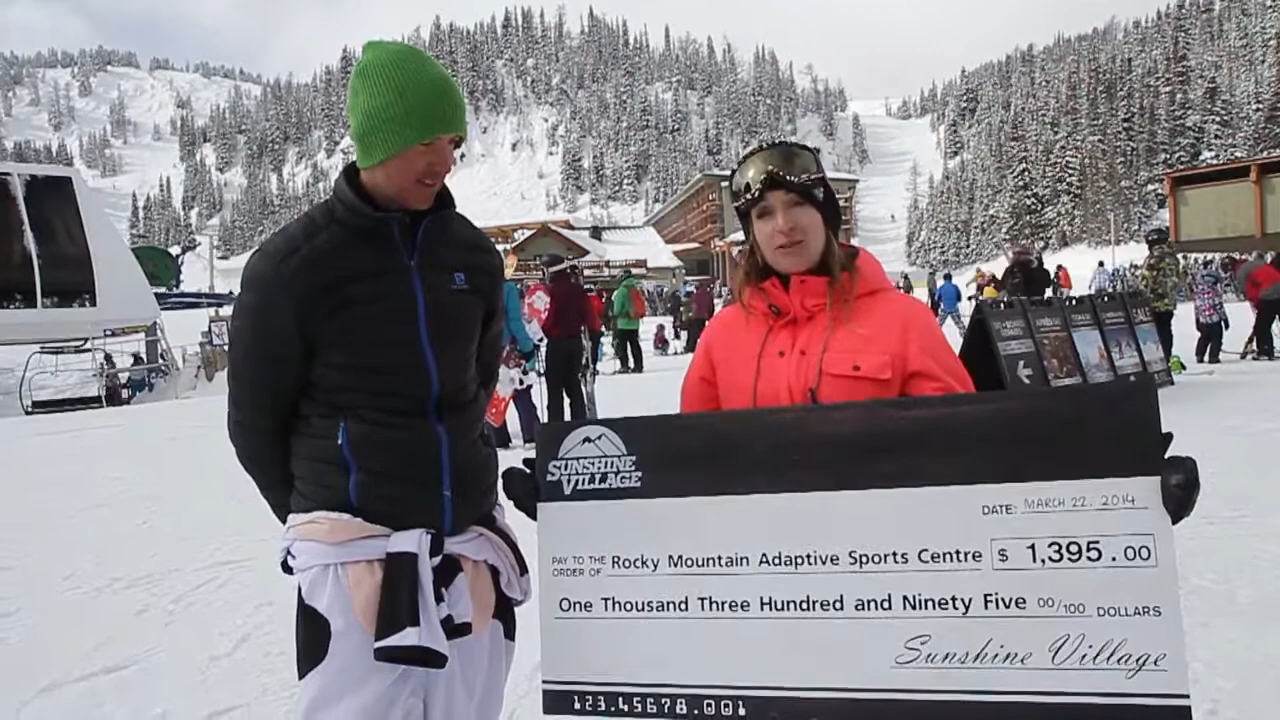 SUNSHINE
VILLAGE
DATE: MARCH 22, 2014
PAY TO THE
ORDER OF Rocky Mountain Adaptive Sports Centre $ 1,395.00
One Thousand Three Hundred and Ninety Five 00/100 DOLLARS
Sunshine Village
123.45678.001
SALE